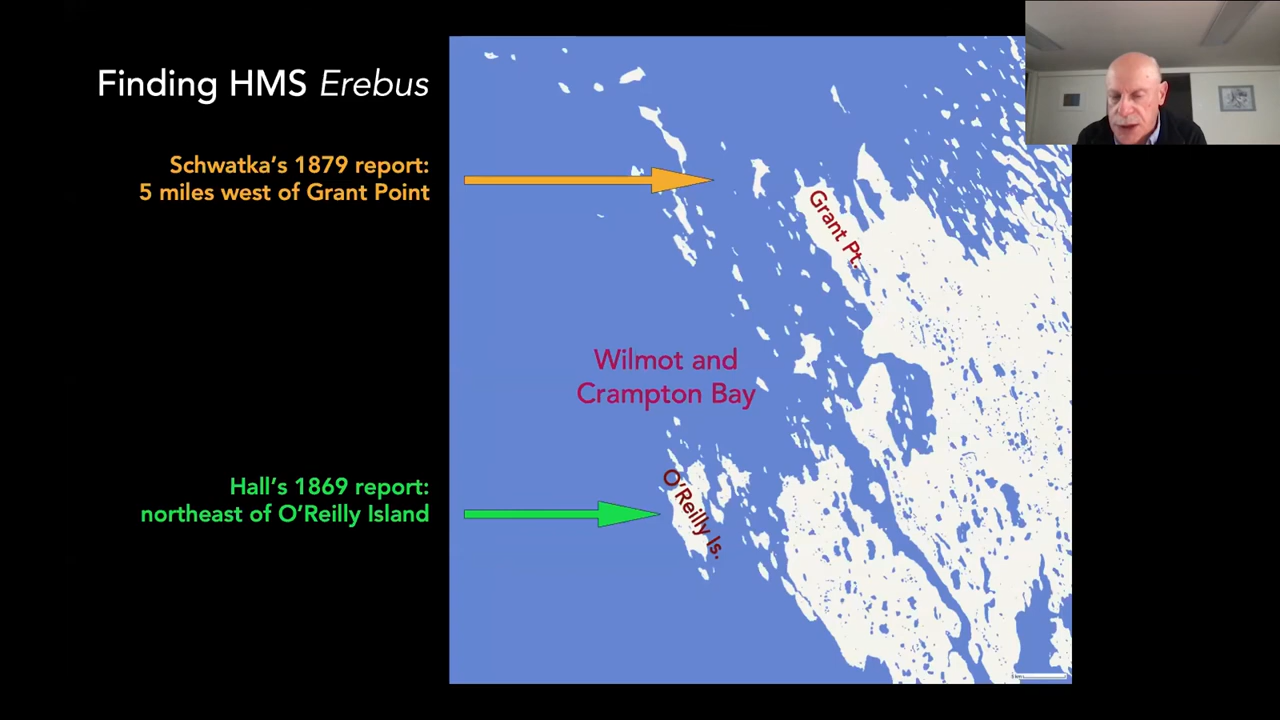 Finding HMS Erebus
Schwatka's 1879 report:
5 miles west of Grant Point
Grant Pt.
Wilmot and
Crampton Bay
O'Reilly Is.
Hall's 1869 report:
northeast of O'Reilly Island